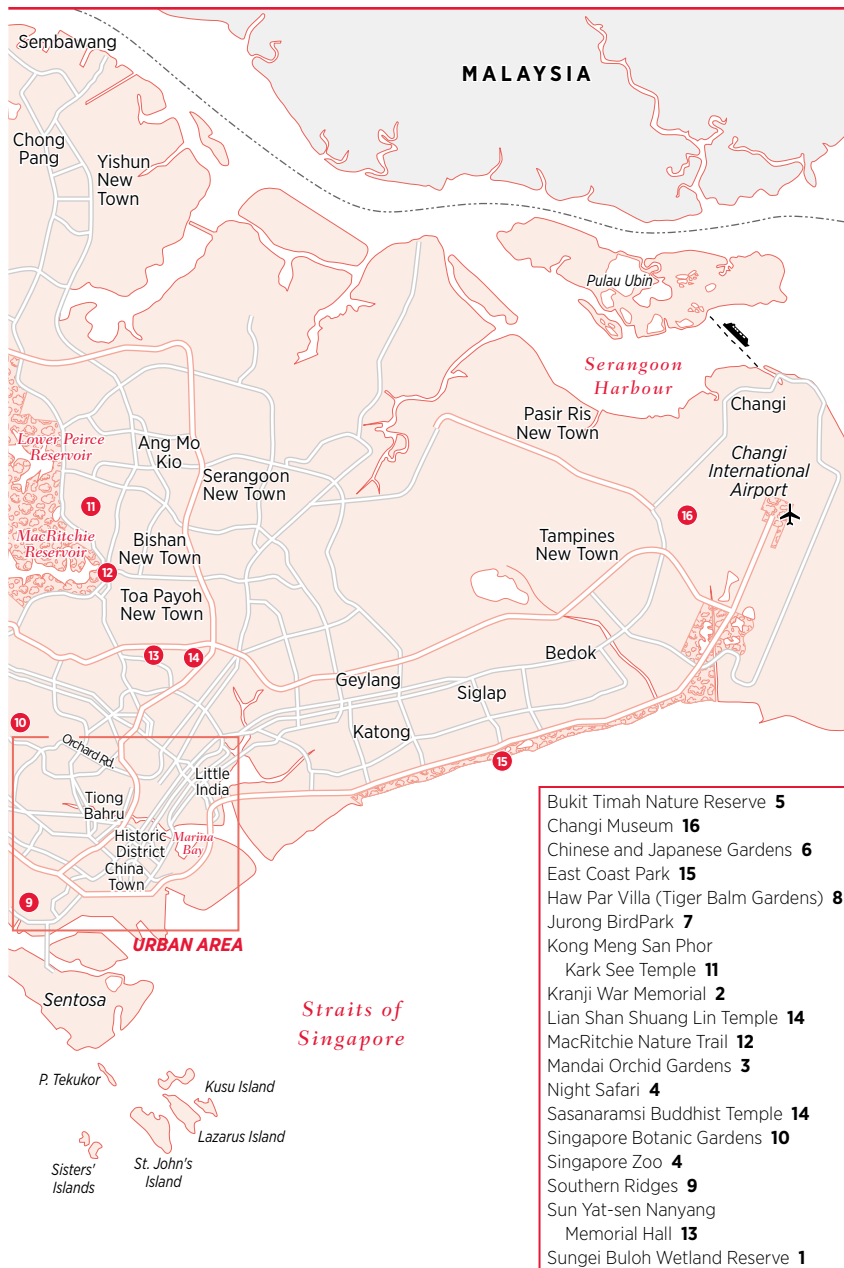 Sembawang
MALAYSIA
Chong
Pang
Yishun
New
Town
Pulau Ubin
Serangoon
Harbour
Changi
Pasir Ris
New Town
Lower Peirce
Reservoir
Ang Mo
Kio
Serangoon
New Town
Changi
International
Airport
11
16
MacRitchie
Reservoir
Bishan
New Town
Tampines
New Town
12
Toa Payoh
New Town
13
14
Bedok
Geylang
Siglap
10
Katong
Orchard Rd.
15
Little
India
Tiong
Bahru
Historic
District
Marina
Bay
China
Town
9
URBAN AREA
Sentosa
Straits of
Singapore
P. Tekukor
Kusu Island
Lazarus Island
St. John's
Island
Sisters'
Islands
Bukit Timah Nature Reserve 5
Changi Museum 16
Chinese and Japanese Gardens 6
East Coast Park 15
Haw Par Villa (Tiger Balm Gardens) 8
Jurong BirdPark 7
Kong Meng San Phor
Kark See Temple 11
Kranji War Memorial 2
Lian Shan Shuang Lin Temple 14
MacRitchie Nature Trail 12
Mandai Orchid Gardens 3
Night Safari 4
Sasanaramsi Buddhist Temple 14
Singapore Botanic Gardens 10
Singapore Zoo 4
Southern Ridges 9
Sun Yat-sen Nanyang
Memorial Hall 13
Sungei Buloh Wetland Reserve 1